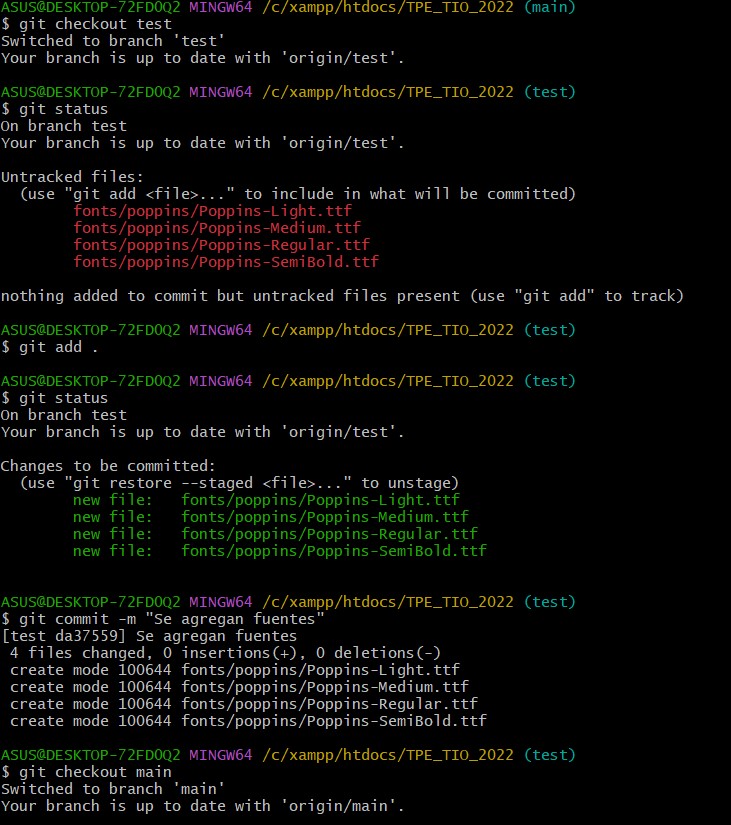 ASUS@DESKTOP-72FDOQ2 MINGW64 /c/xampp/htdocs/TPE_TIO_2022 (main)
$ git checkout test
Switched to branch 'test'
Your branch is up to date with 'origin/test'.
ASUS@DESKTOP-72FDOQ2 MINGW64 /c/xampp/htdocs/TPE_TIO_2022 (test)
$ git status
On branch test
Your branch is up to date with 'origin/test'.
Untracked files:
  (use "git add <file>..." to include in what will be committed)
        fonts/poppins/Poppins-Light.ttf
        fonts/poppins/Poppins-Medium.ttf
        fonts/poppins/Poppins-Regular.ttf
        fonts/poppins/Poppins-SemiBold.ttf
nothing added to commit but untracked files present (use "git add" to track)
ASUS@DESKTOP-72FDOQ2 MINGW64 /c/xampp/htdocs/TPE_TIO_2022 (test)
$ git add .
ASUS@DESKTOP-72FDOQ2 MINGW64 /c/xampp/htdocs/TPE_TIO_2022 (test)
$ git status
On branch test
Your branch is up to date with 'origin/test'.
Changes to be committed:
  (use "git restore --staged <file>..." to unstage)
        new file:   fonts/poppins/Poppins-Light.ttf
        new file:   fonts/poppins/Poppins-Medium.ttf
        new file:   fonts/poppins/Poppins-Regular.ttf
        new file:   fonts/poppins/Poppins-SemiBold.ttf
ASUS@DESKTOP-72FDOQ2 MINGW64 /c/xampp/htdocs/TPE_TIO_2022 (test)
$ git commit -m "Se agregan fuentes"
[test da37559] Se agregan fuentes
 4 files changed, 0 insertions(+), 0 deletions(-)
 create mode 100644 fonts/poppins/Poppins-Light.ttf
 create mode 100644 fonts/poppins/Poppins-Medium.ttf
 create mode 100644 fonts/poppins/Poppins-Regular.ttf
 create mode 100644 fonts/poppins/Poppins-SemiBold.ttf
ASUS@DESKTOP-72FDOQ2 MINGW64 /c/xampp/htdocs/TPE_TIO_2022 (test)
$ git checkout main
Switched to branch 'main'
Your branch is up to date with 'origin/main'.